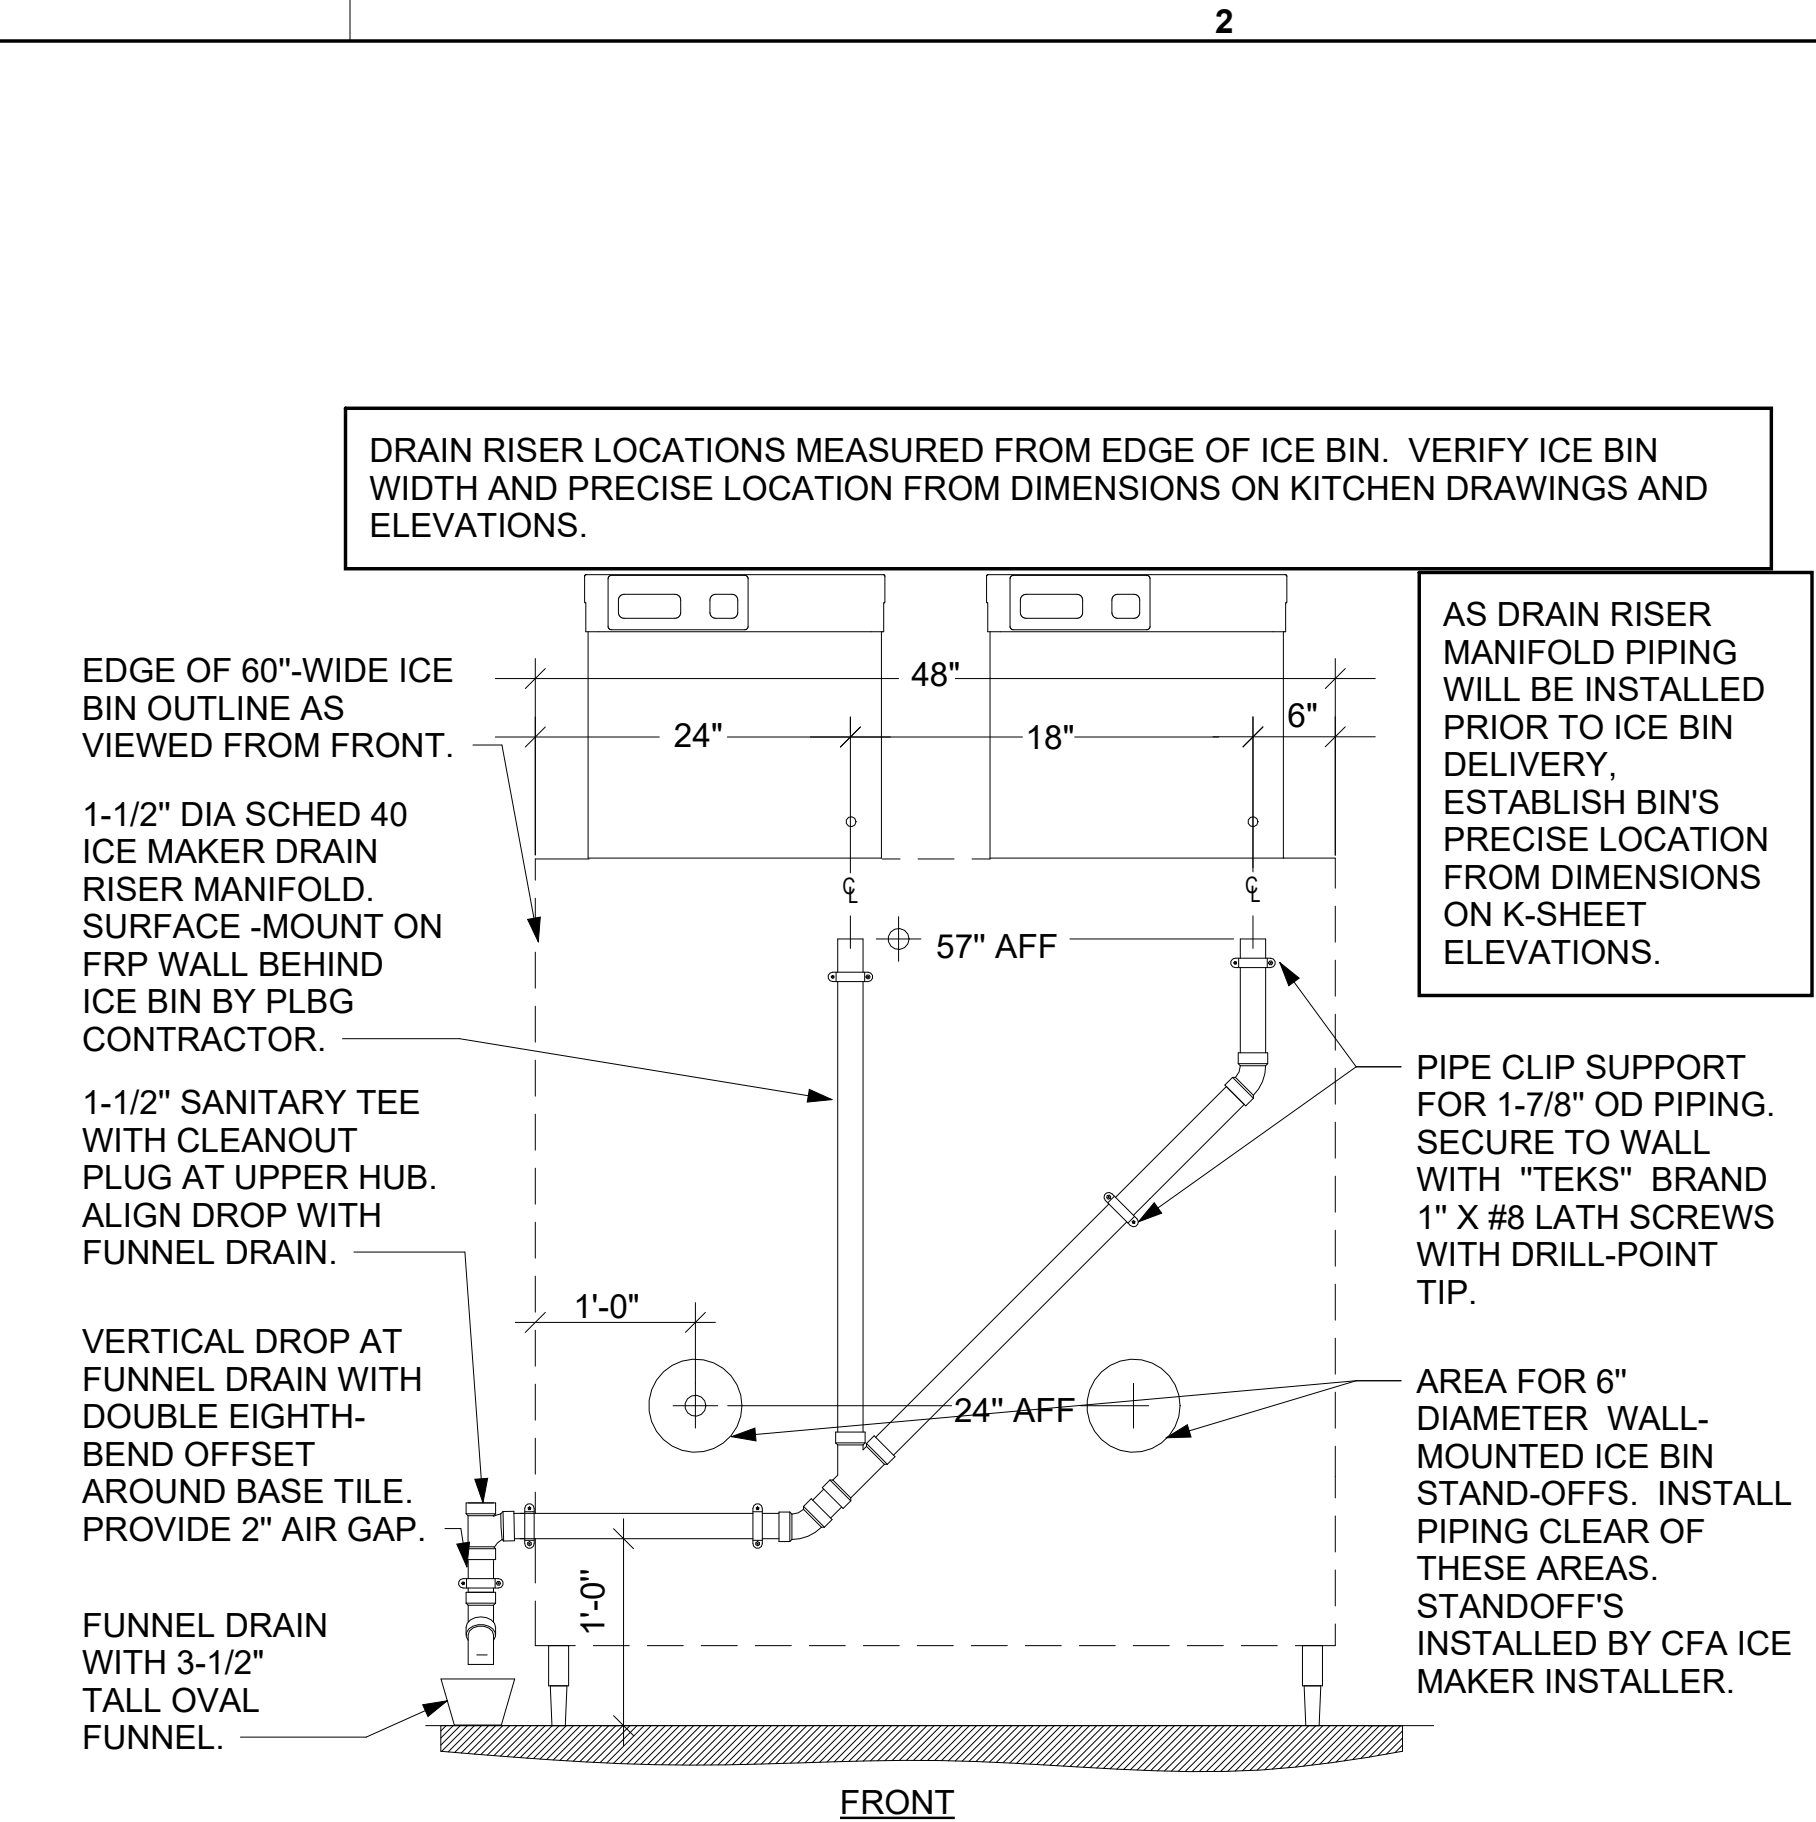 2
DRAIN RISER LOCATIONS MEASURED FROM EDGE OF ICE BIN.  VERIFY ICE BIN
WIDTH AND PRECISE LOCATION FROM DIMENSIONS ON KITCHEN DRAWINGS AND
ELEVATIONS.
AS DRAIN RISER
MANIFOLD PIPING
WILL BE INSTALLED
PRIOR TO ICE BIN
DELIVERY,
ESTABLISH BIN'S
PRECISE LOCATION
FROM DIMENSIONS
ON K-SHEET
ELEVATIONS.
EDGE OF 60"-WIDE ICE
BIN OUTLINE AS
VIEWED FROM FRONT.
48"
24"
18"
6"
1-1/2" DIA SCHED 40
ICE MAKER DRAIN
RISER MANIFOLD.
SURFACE -MOUNT ON
FRP WALL BEHIND
ICE BIN BY PLBG
CONTRACTOR.
℄
℄
57" AFF
1-1/2" SANITARY TEE
WITH CLEANOUT
PLUG AT UPPER HUB.
ALIGN DROP WITH
FUNNEL DRAIN.
PIPE CLIP SUPPORT
FOR 1-7/8" OD PIPING.
SECURE TO WALL
WITH  "TEKS"  BRAND
1" X #8 LATH SCREWS
WITH DRILL-POINT
TIP.
1'-0"
24" AFF
VERTICAL DROP AT
FUNNEL DRAIN WITH
DOUBLE EIGHTH-
BEND OFFSET
AROUND BASE TILE.
PROVIDE 2" AIR GAP.
AREA FOR 6"
DIAMETER  WALL-
MOUNTED ICE BIN
STAND-OFFS.  INSTALL
PIPING CLEAR OF
THESE AREAS.
STANDOFF'S
INSTALLED BY CFA ICE
MAKER INSTALLER.
1'-0"
FUNNEL DRAIN
WITH 3-1/2"
TALL OVAL
FUNNEL.
FRONT